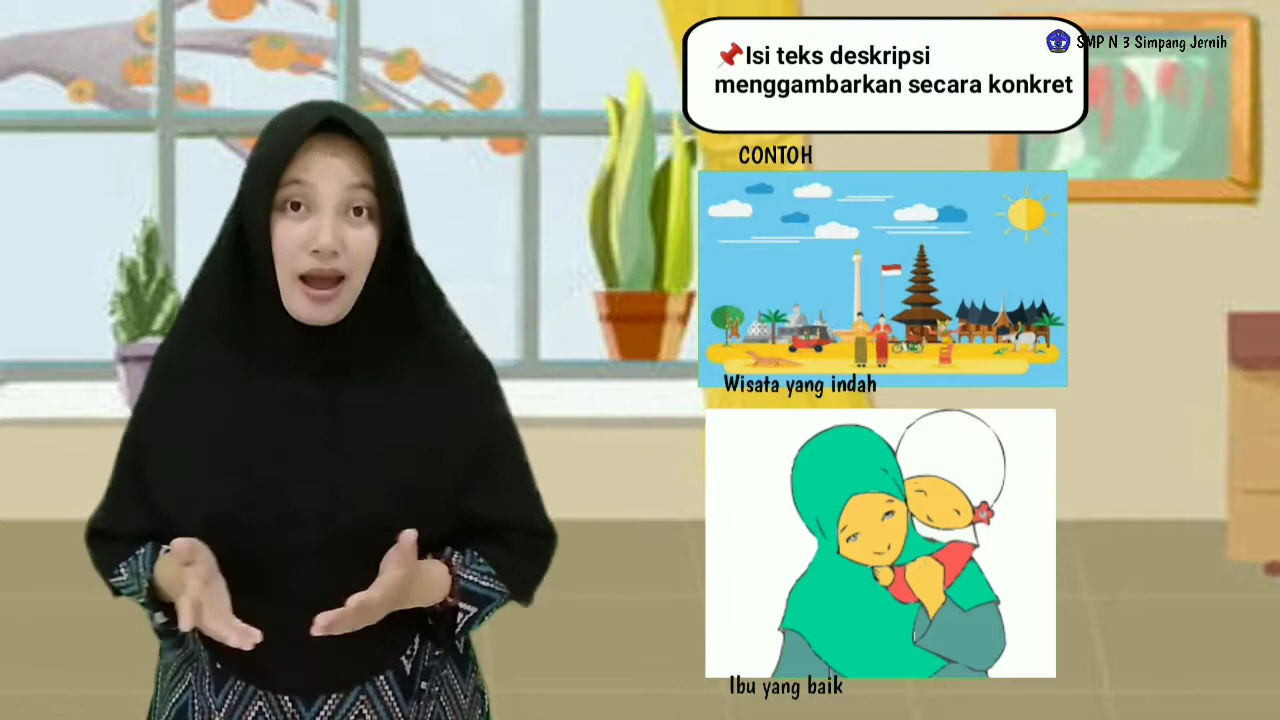 📌Isi teks deskripsi
menggambarkan secara konkret
SMP N 3 Simpang Jernih
CONTOH
Wisata yang indah
Ibu yang baik